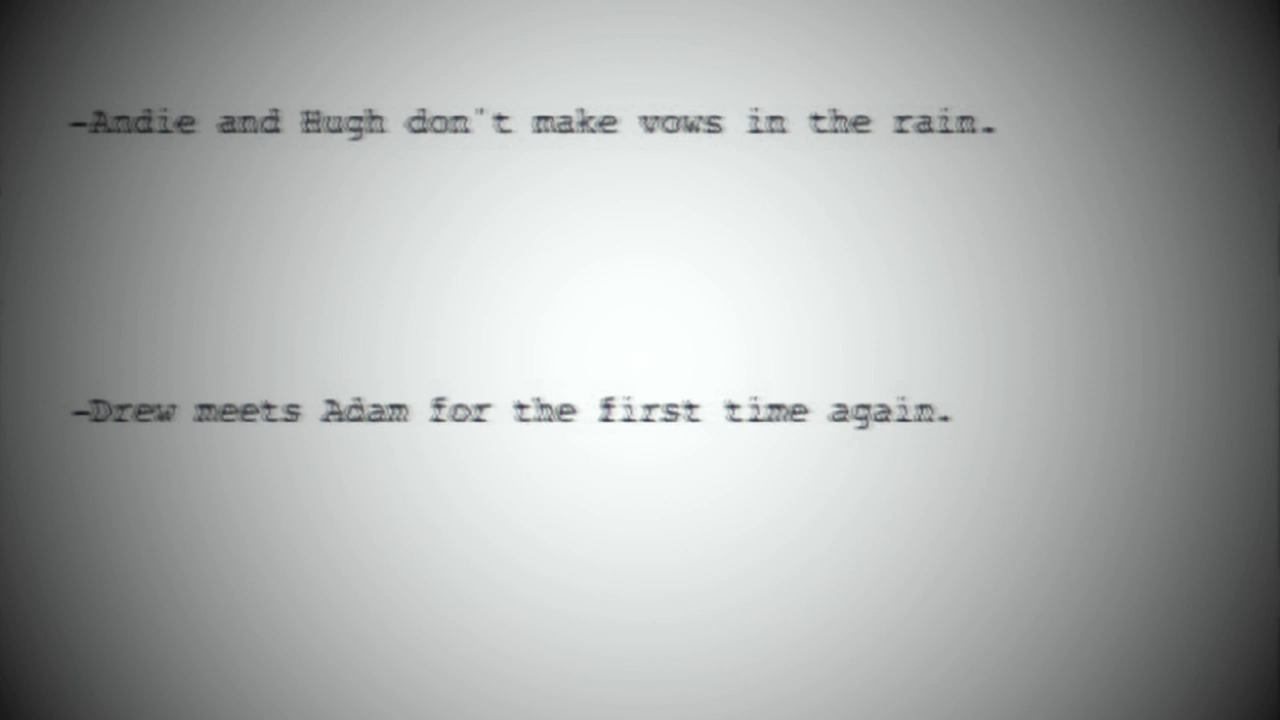 -Andie and Hugh don't make vows in the rain.
-Drew meets Adam for the first time again.